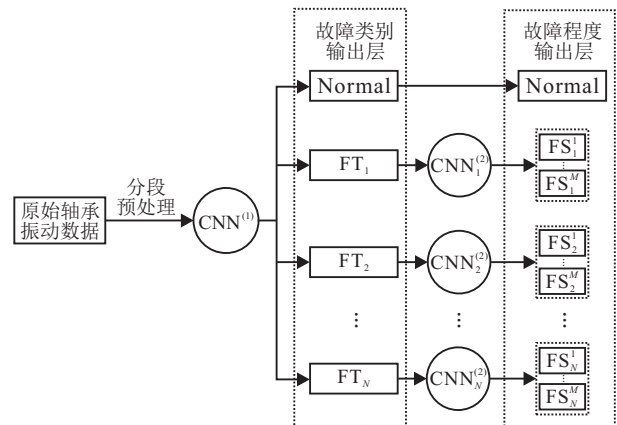 故障类别
输出层
故障程度
输出层
Normal
Normal
FT₁
CNN₁⁽²⁾
FS₁¹
⋮
FS₁ᴹ
分段
预处理
原始轴承
振动数据
CNN⁽¹⁾
FT₂
CNN₂⁽²⁾
FS₂¹
⋮
FS₂ᴹ
⋮
⋮
⋮
FT_N
CNN_N⁽²⁾
FS_N¹
⋮
FS_Nᴹ